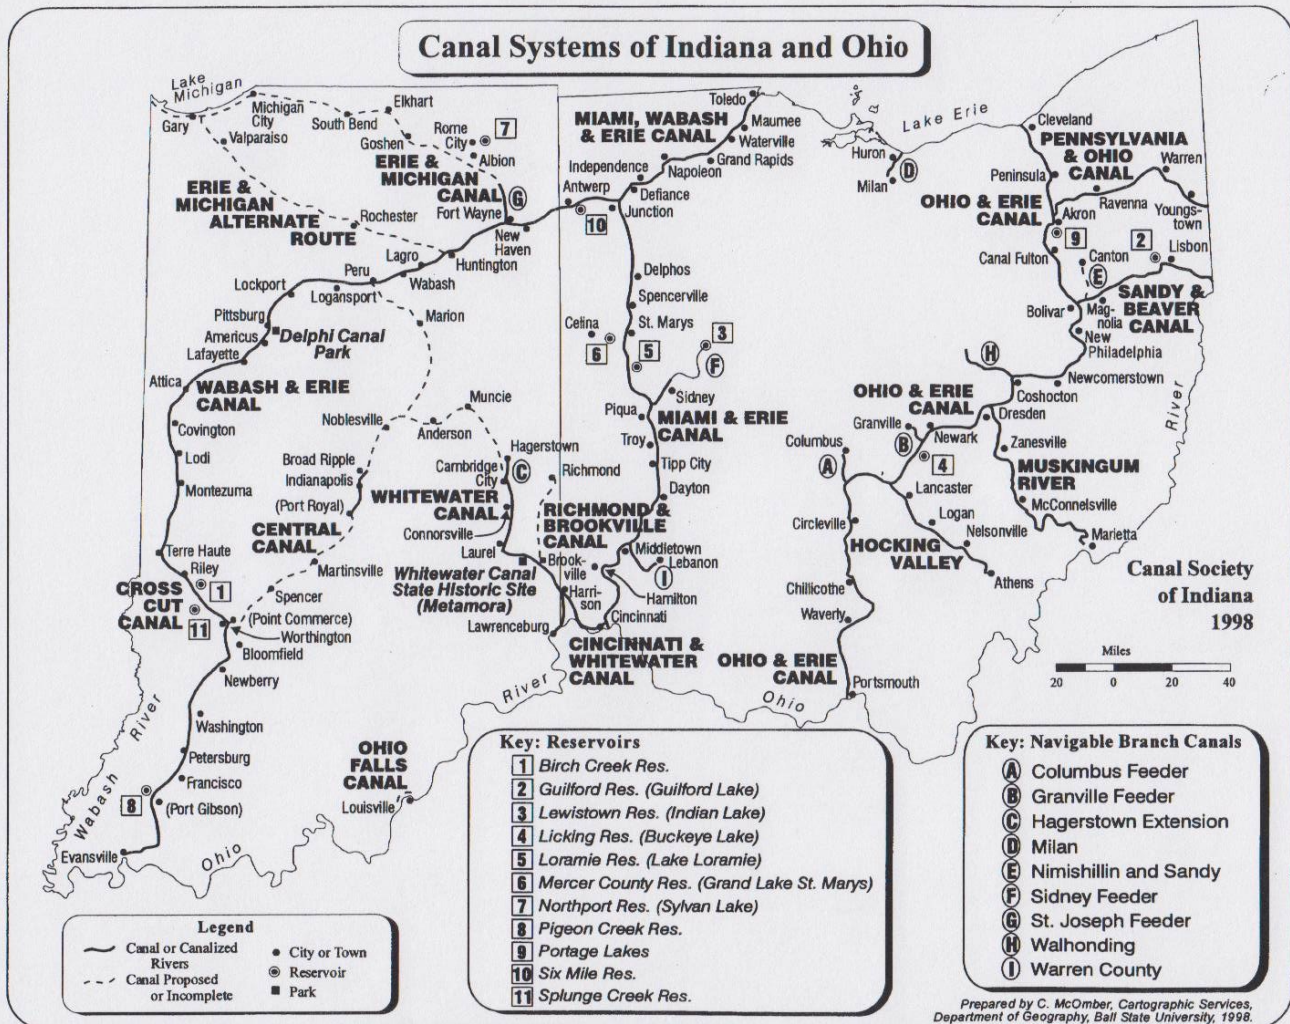 Canal Systems of Indiana and Ohio
Lake
Michigan
Gary
Michigan
City
Valparaiso
South Bend
Elkhart
Goshen
Rome
City
7
Albion
ERIE &
MICHIGAN
CANAL
G
Fort Wayne
New
Haven
ERIE &
MICHIGAN
ALTERNATE
ROUTE
Rochester
Lagro
Huntington
Wabash
Peru
Lockport
Logansport
Pittsburg
Americus
Delphi Canal
Park
Lafayette
Marion
Attica
WABASH & ERIE
CANAL
Covington
Lodi
Montezuma
Noblesville
Anderson
Muncie
Broad Ripple
Indianapolis
(Port Royal)
CENTRAL
CANAL
Hagerstown
Cambridge
City
C
WHITEWATER
CANAL
Connorsville
Laurel
Whitewater Canal
State Historic Site
(Metamora)
Richmond
RICHMOND &
BROOKVILLE
CANAL
Brook-
ville
Harri-
son
Lawrenceburg
Terre Haute
Riley
CROSS
CUT
CANAL
1
11
Martinsville
Spencer
(Point Commerce)
Worthington
Bloomfield
Newberry
Washington
Petersburg
Francisco
(Port Gibson)
8
Evansville
Wabash River
Ohio River
OHIO
FALLS
CANAL
Louisville
Toledo
Maumee
Waterville
Grand Rapids
MIAMI, WABASH
& ERIE CANAL
Independence
Napoleon
Antwerp
Defiance
Junction
10
Delphos
Spencerville
Celina
St. Marys
6
5
3
F
Sidney
Piqua
MIAMI & ERIE
CANAL
Troy
Tipp City
Dayton
Middletown
Lebanon
I
Hamilton
Cincinnati
CINCINNATI &
WHITEWATER
CANAL
Lake Erie
Huron
Milan
D
Cleveland
PENNSYLVANIA
& OHIO
CANAL
Warren
Peninsula
OHIO & ERIE
CANAL
Ravenna
Youngs-
town
Akron
9
2
Lisbon
Canal Fulton
Canton
E
SANDY &
BEAVER
CANAL
Bolivar
Mag-
nolia
New
Philadelphia
H
Newcomerstown
Coshocton
OHIO & ERIE
CANAL
Dresden
Granville
B
Newark
4
Zanesville
Columbus
A
MUSKINGUM
RIVER
Lancaster
McConnelsville
Logan
Circleville
Nelsonville
Marietta
HOCKING
VALLEY
Athens
Chillicothe
Waverly
OHIO & ERIE
CANAL
Portsmouth
Ohio
River
Canal Society
of Indiana
1998
Miles
20 0 20 40
Legend
Canal or Canalized
Rivers
Canal Proposed
or Incomplete
City or Town
Reservoir
Park
Key: Reservoirs
1 Birch Creek Res.
2 Guilford Res. (Guilford Lake)
3 Lewistown Res. (Indian Lake)
4 Licking Res. (Buckeye Lake)
5 Loramie Res. (Lake Loramie)
6 Mercer County Res. (Grand Lake St. Marys)
7 Northport Res. (Sylvan Lake)
8 Pigeon Creek Res.
9 Portage Lakes
10 Six Mile Res.
11 Splunge Creek Res.
Key: Navigable Branch Canals
A Columbus Feeder
B Granville Feeder
C Hagerstown Extension
D Milan
E Nimishillin and Sandy
F Sidney Feeder
G St. Joseph Feeder
H Walhonding
I Warren County
Prepared by C. McOmber, Cartographic Services,
Department of Geography, Ball State University, 1998.